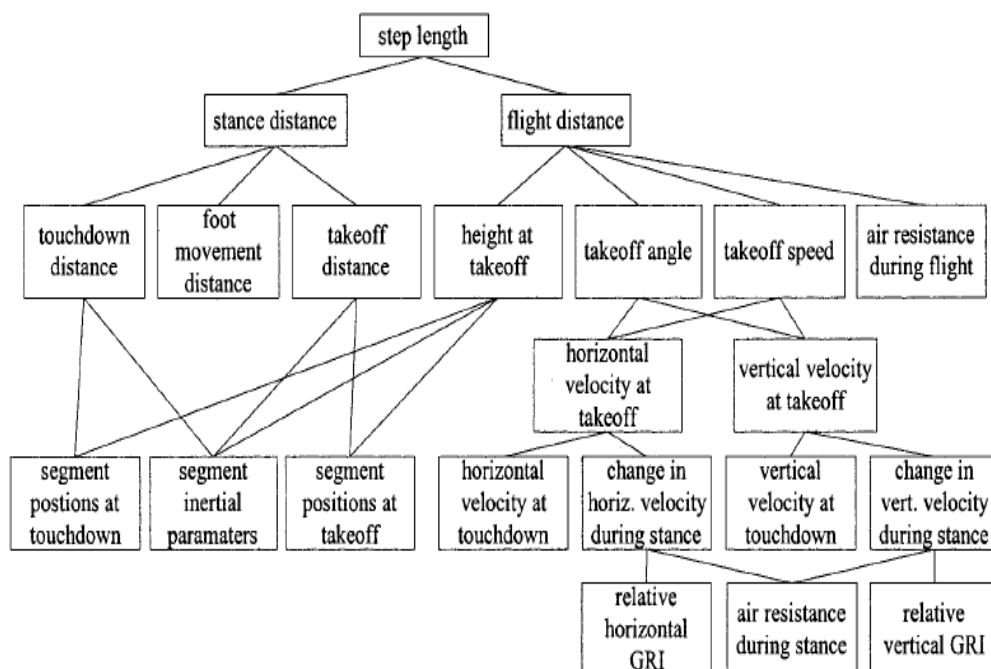 step length
stance distance
flight distance
touchdown
distance
foot
movement
distance
takeoff
distance
height at
takeoff
takeoff angle
takeoff speed
air resistance
during flight
horizontal
velocity at
takeoff
vertical velocity
at takeoff
segment
postions at
touchdown
segment
inertial
paramaters
segment
positions at
takeoff
horizontal
velocity at
touchdown
change in
horiz. velocity
during stance
vertical
velocity at
touchdown
change in
vert. velocity
during stance
relative
horizontal
GRI
air resistance
during stance
relative
vertical GRI